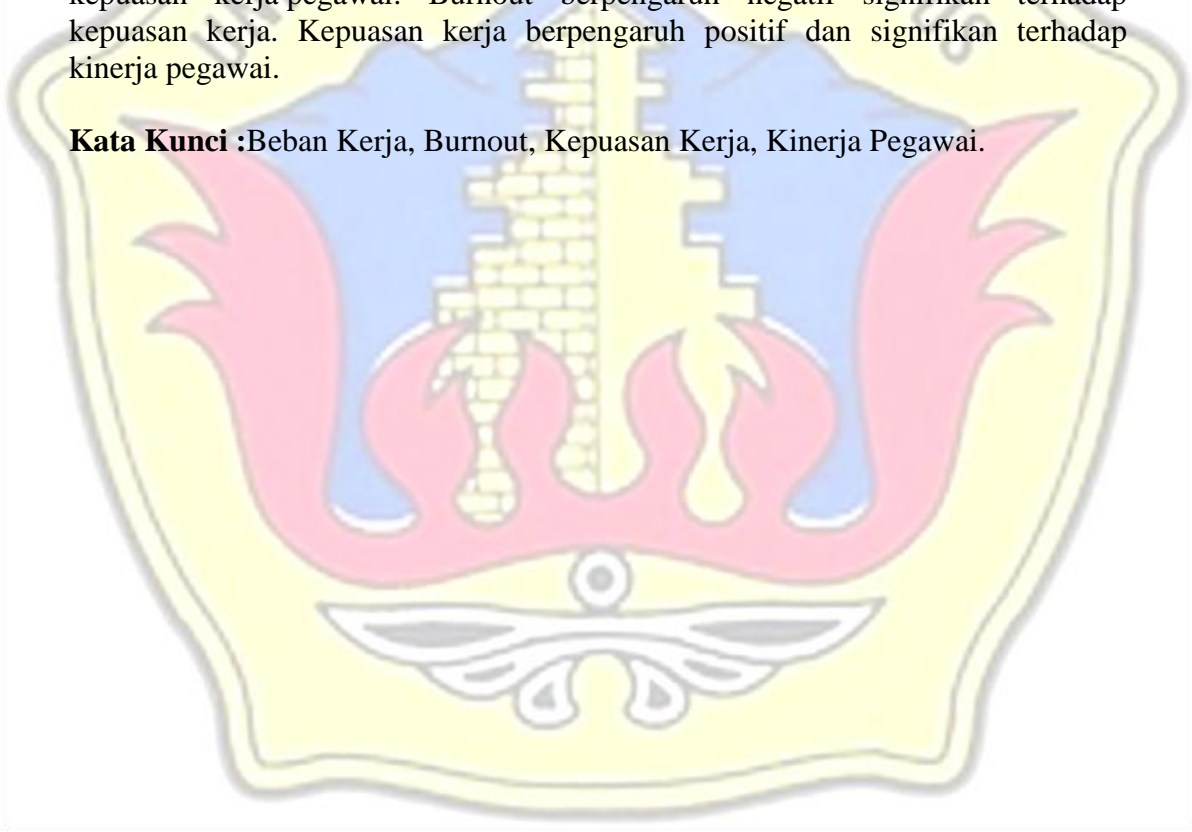 kepuasan kerja pegawai. Burnout berpengaruh negatif signifikan terhadap
kepuasan kerja. Kepuasan kerja berpengaruh positif dan signifikan terhadap
kinerja pegawai.
Kata Kunci :Beban Kerja, Burnout, Kepuasan Kerja, Kinerja Pegawai.